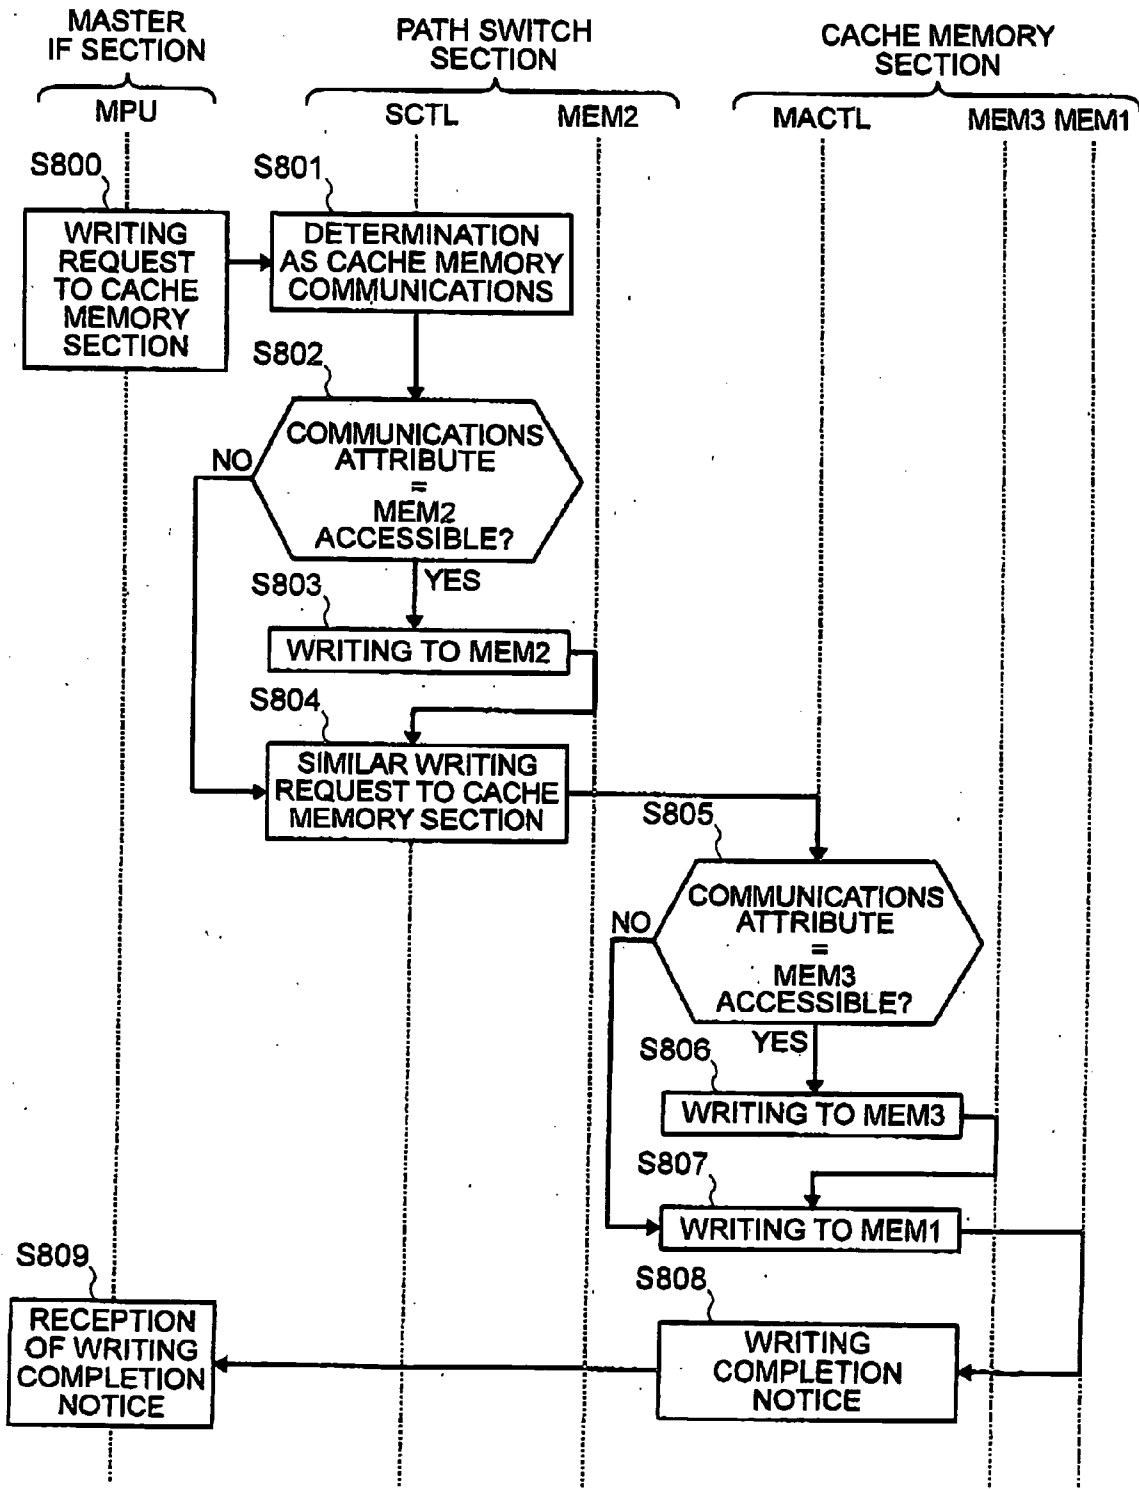 MASTER
IF SECTION
PATH SWITCH
SECTION
CACHE MEMORY
SECTION
MPU
SCTL
MEM2
MACTL
MEM3
MEM1
S800
WRITING
REQUEST
TO CACHE
MEMORY
SECTION
S801
DETERMINATION
AS CACHE MEMORY
COMMUNICATIONS
S802
COMMUNICATIONS
ATTRIBUTE
=
MEM2
ACCESSIBLE?
NO
YES
S803
WRITING TO MEM2
S804
SIMILAR WRITING
REQUEST TO CACHE
MEMORY SECTION
S805
COMMUNICATIONS
ATTRIBUTE
=
MEM3
ACCESSIBLE?
NO
YES
S806
WRITING TO MEM3
S807
WRITING TO MEM1
S808
WRITING
COMPLETION
NOTICE
S809
RECEPTION
OF WRITING
COMPLETION
NOTICE